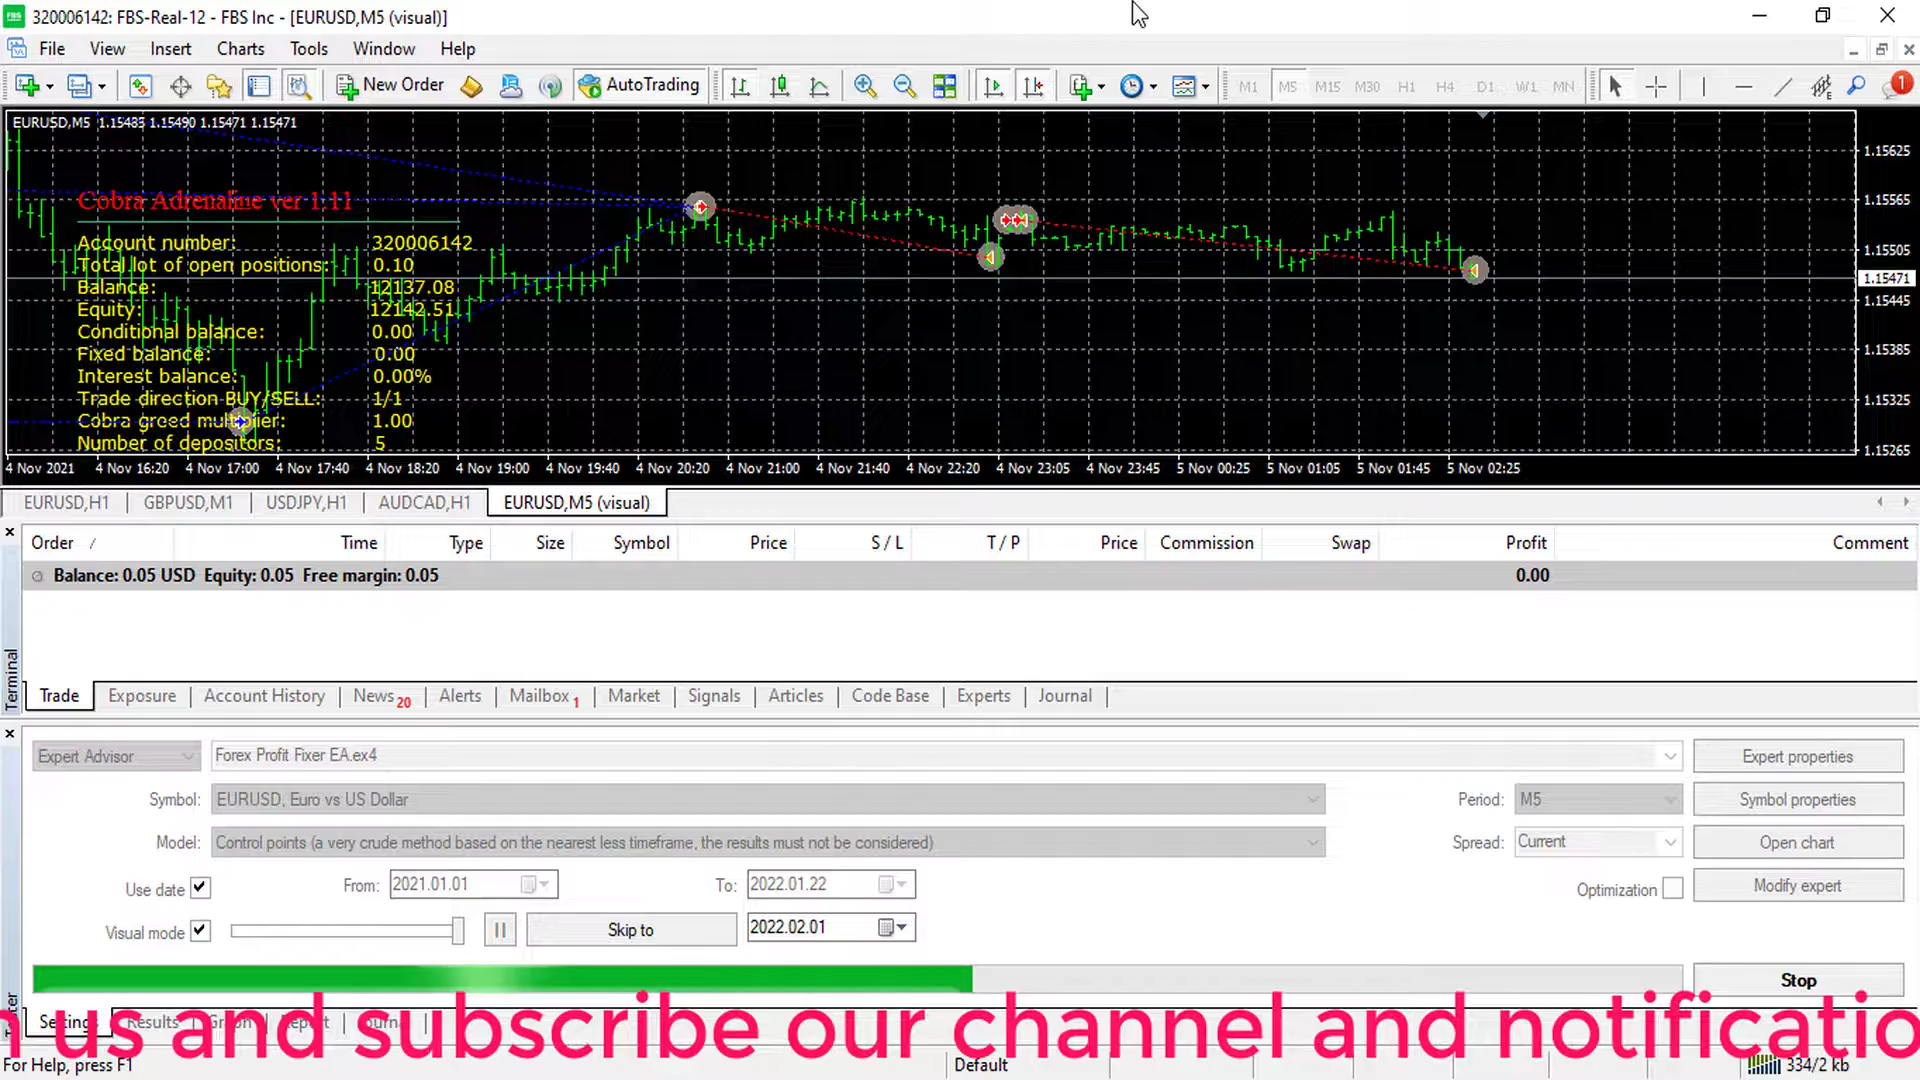 320006142: FBS-Real-12 - FBS Inc - [EURUSD,M5 (visual)]
File View Insert Charts Tools Window Help
New Order AutoTrading M1 M5 M15 M30 H1 H4 D1 W1 MN 1
EURUSD,M5 1.15485 1.15490 1.15471 1.15471
1.15625
1.15565
1.15505
1.15471
1.15445
1.15385
1.15325
1.15265
Cobra Adrenaline ver 1.11
Account number: 320006142
Total lot of open positions: 0.10
Balance: 12137.08
Equity: 12142.51
Conditional balance: 0.00
Fixed balance: 0.00
Interest balance: 0.00%
Trade direction BUY/SELL: 1/1
Cobra greed multiplier: 1.00
Number of depositors: 5
4 Nov 2021 4 Nov 16:20 4 Nov 17:00 4 Nov 17:40 4 Nov 18:20 4 Nov 19:00 4 Nov 19:40 4 Nov 20:20 4 Nov 21:00 4 Nov 21:40 4 Nov 22:20 4 Nov 23:05 4 Nov 23:45 5 Nov 00:25 5 Nov 01:05 5 Nov 01:45 5 Nov 02:25
EURUSD,H1 GBPUSD,M1 USDJPY,H1 AUDCAD,H1 EURUSD,M5 (visual)
Order / Time Type Size Symbol Price S / L T / P Price Commission Swap Profit Comment
Balance: 0.05 USD Equity: 0.05 Free margin: 0.05 0.00
Terminal
Trade Exposure Account History News 20 Alerts Mailbox 1 Market Signals Articles Code Base Experts Journal
Expert Advisor Forex Profit Fixer EA.ex4 Expert properties
Symbol: EURUSD, Euro vs US Dollar Period: M5 Symbol properties
Model: Control points (a very crude method based on the nearest less timeframe, the results must not be considered) Spread: Current Open chart
Use date From: 2021.01.01 To: 2022.01.22 Optimization Modify expert
Visual mode Skip to 2022.02.01
Stop
Settings Results Graph Report Journal
us and subscribe our channel and notificatio
For Help, press F1 Default 334/2 kb